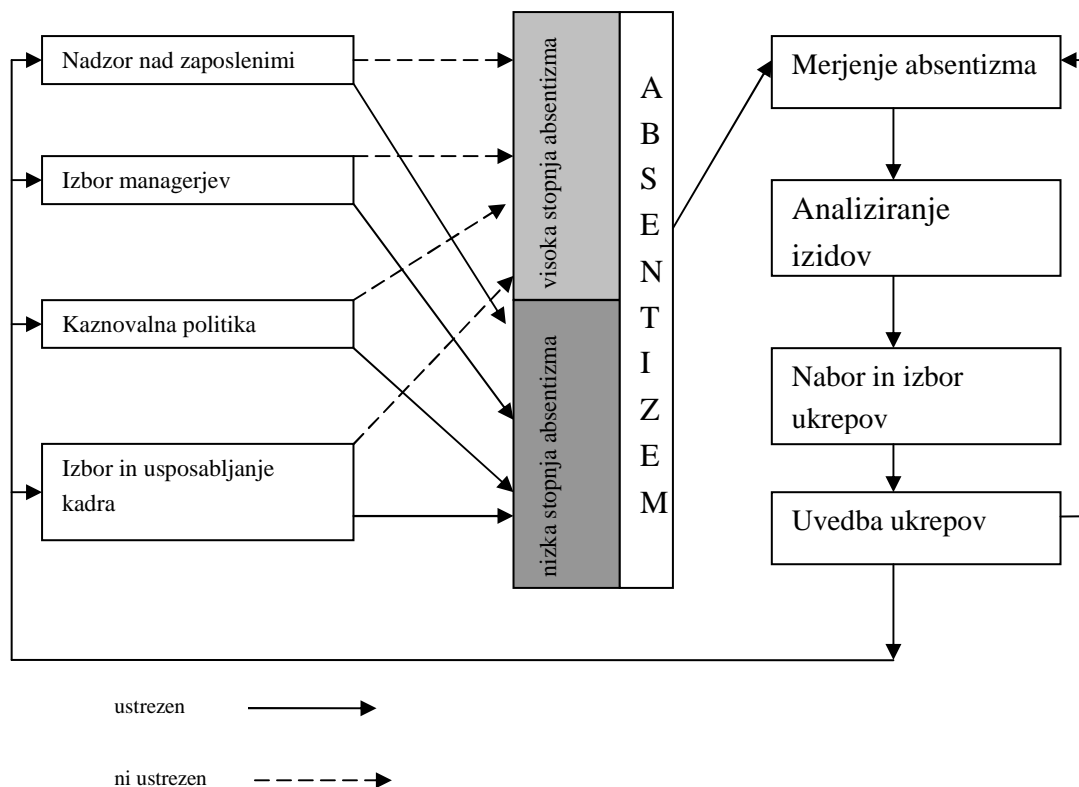 Nadzor nad zaposlenimi
Izbor managerjev
Kaznovalna politika
Izbor in usposabljanje
kadra
visoka stopnja absentizma
nizka stopnja absentizma
ABSENTIZEM
Merjenje absentizma
Analiziranje
izidov
Nabor in izbor
ukrepov
Uvedba ukrepov
ustrezen
ni ustrezen